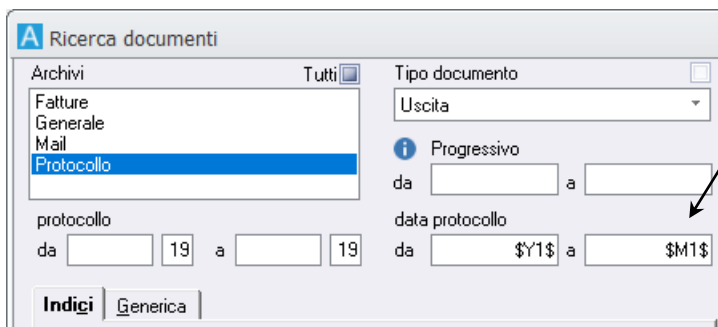 A Ricerca documenti
Archivi Tutti
Fatture
Generale
Mail
Protocollo
Tipo documento
Uscita
i Progressivo
da a
protocollo
da 19 a 19
data protocollo
da $Y1$ a $M1$
Indici Generica